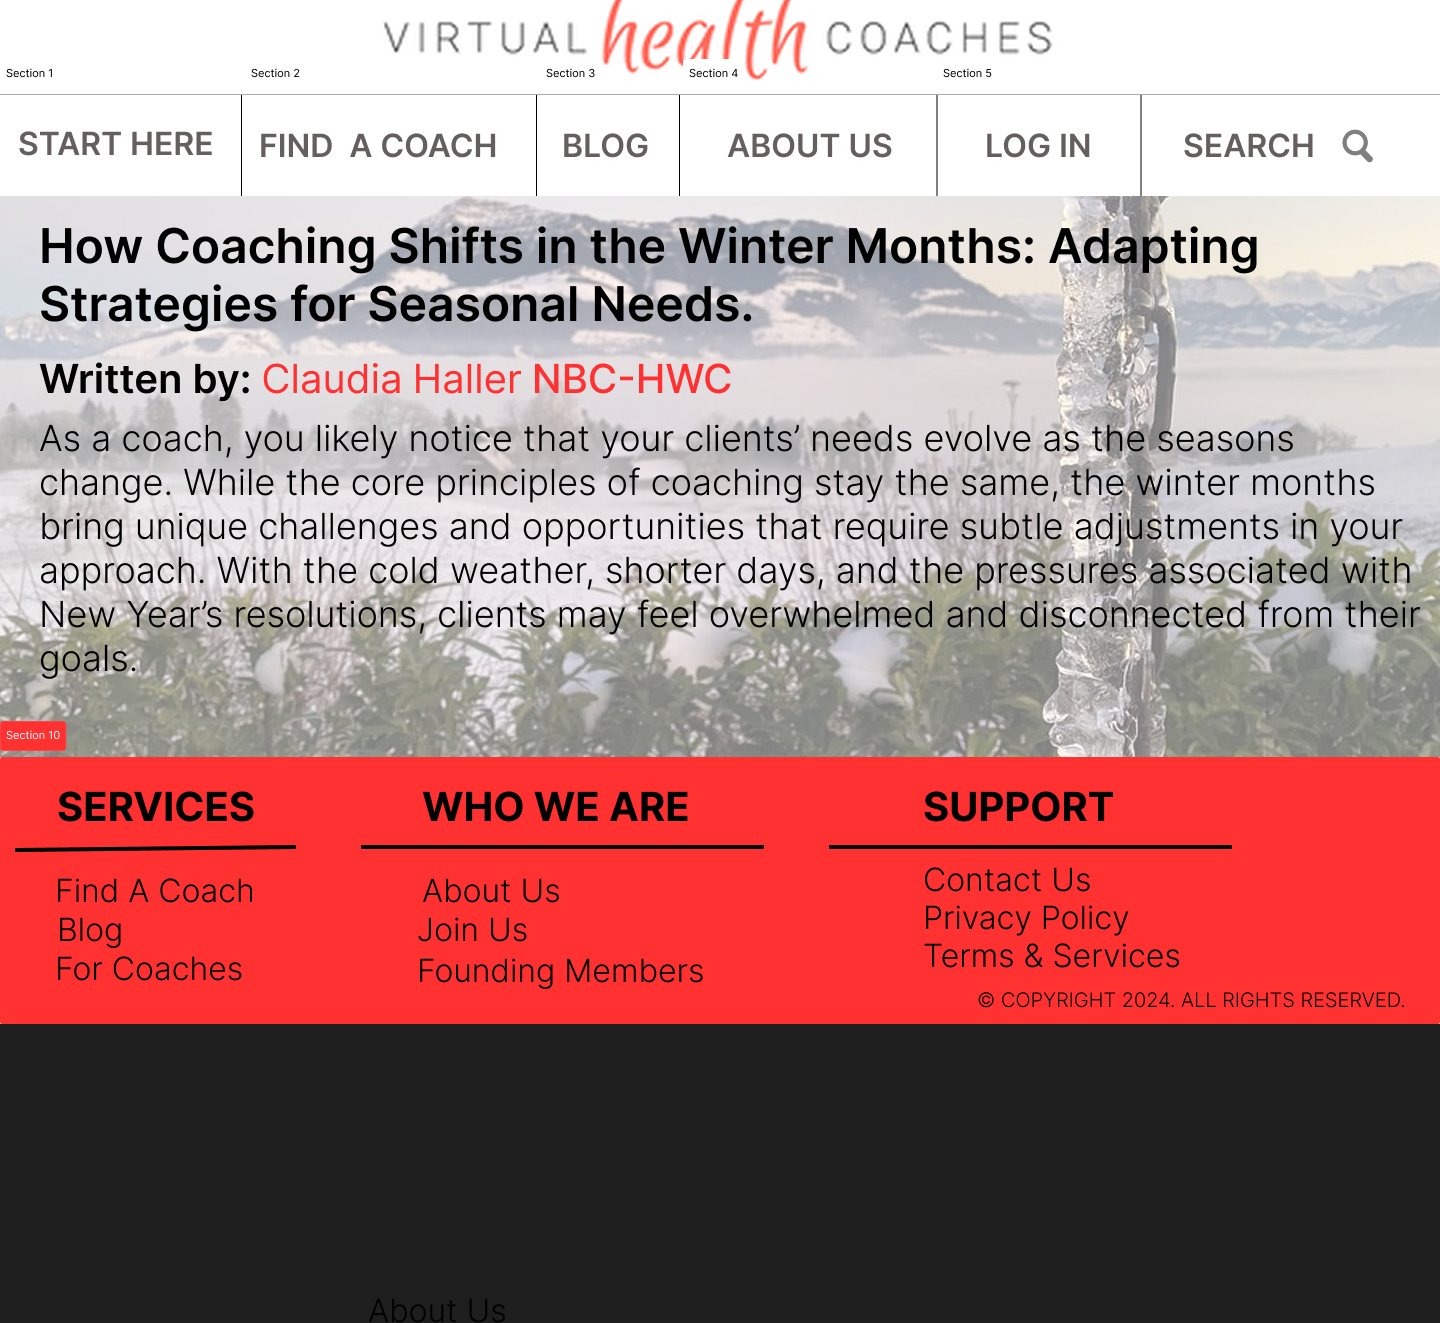 VIRTUAL health COACHES
Section 1 Section 2 Section 3 Section 4 Section 5
START HERE FIND A COACH BLOG ABOUT US LOG IN SEARCH
How Coaching Shifts in the Winter Months: Adapting
Strategies for Seasonal Needs.
Written by: Claudia Haller NBC-HWC
As a coach, you likely notice that your clients’ needs evolve as the seasons
change. While the core principles of coaching stay the same, the winter months
bring unique challenges and opportunities that require subtle adjustments in your
approach. With the cold weather, shorter days, and the pressures associated with
New Year’s resolutions, clients may feel overwhelmed and disconnected from their
goals.
Section 10
SERVICES
Find A Coach
Blog
For Coaches
WHO WE ARE
About Us
Join Us
Founding Members
SUPPORT
Contact Us
Privacy Policy
Terms & Services
© COPYRIGHT 2024. ALL RIGHTS RESERVED.
About Us